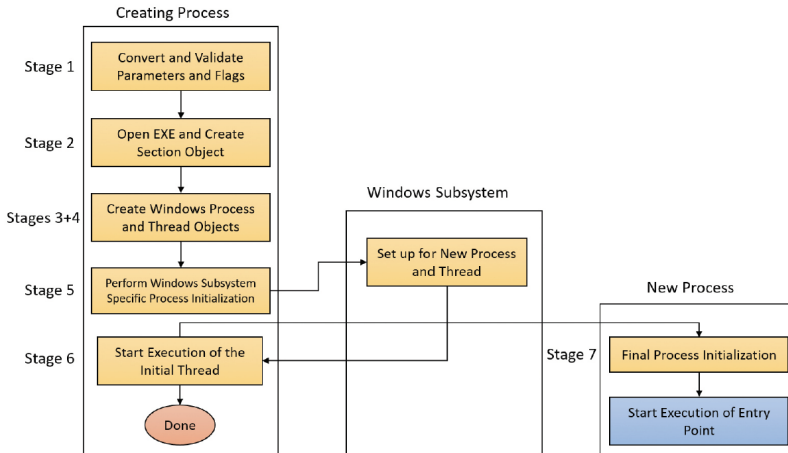 Creating Process
Stage 1
Convert and Validate
Parameters and Flags
Stage 2
Open EXE and Create
Section Object
Stages 3+4
Create Windows Process
and Thread Objects
Stage 5
Perform Windows Subsystem
Specific Process Initialization
Stage 6
Start Execution of the
Initial Thread
Done
Windows Subsystem
Set up for New Process
and Thread
New Process
Stage 7
Final Process Initialization
Start Execution of Entry
Point